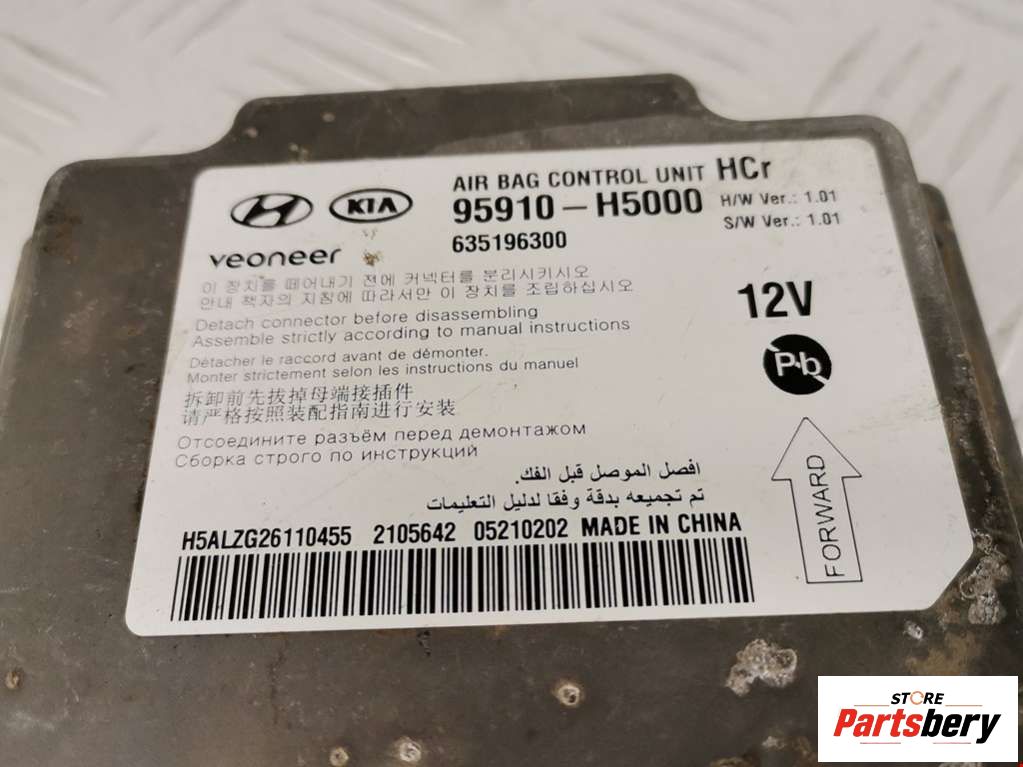 AIR BAG CONTROL UNIT HCr
KIA
95910-H5000 H/W Ver.: 1.01
S/W Ver.: 1.01
veoneer
635196300
이 장치를 떼어내기 전에 커넥터를 분리시키시오
안내 책자의 지침에 따라서만 이 장치를 조립하십시오
12V
Detach connector before disassembling
Assemble strictly according to manual instructions
Détacher le raccord avant de démonter.
Monter strictement selon les instructions du manuel
Pb
拆卸前先拔掉母端接插件
请严格按照装配指南进行安装
Отсоедините разъём перед демонтажом
Сборка строго по инструкций
افصل الموصل قبل الفك.
تم تجميعه بدقة وفقا لدليل التعليمات
FORWARD
H5ALZG26110455 2105642 05210202 MADE IN CHINA
STORE
Partsbery